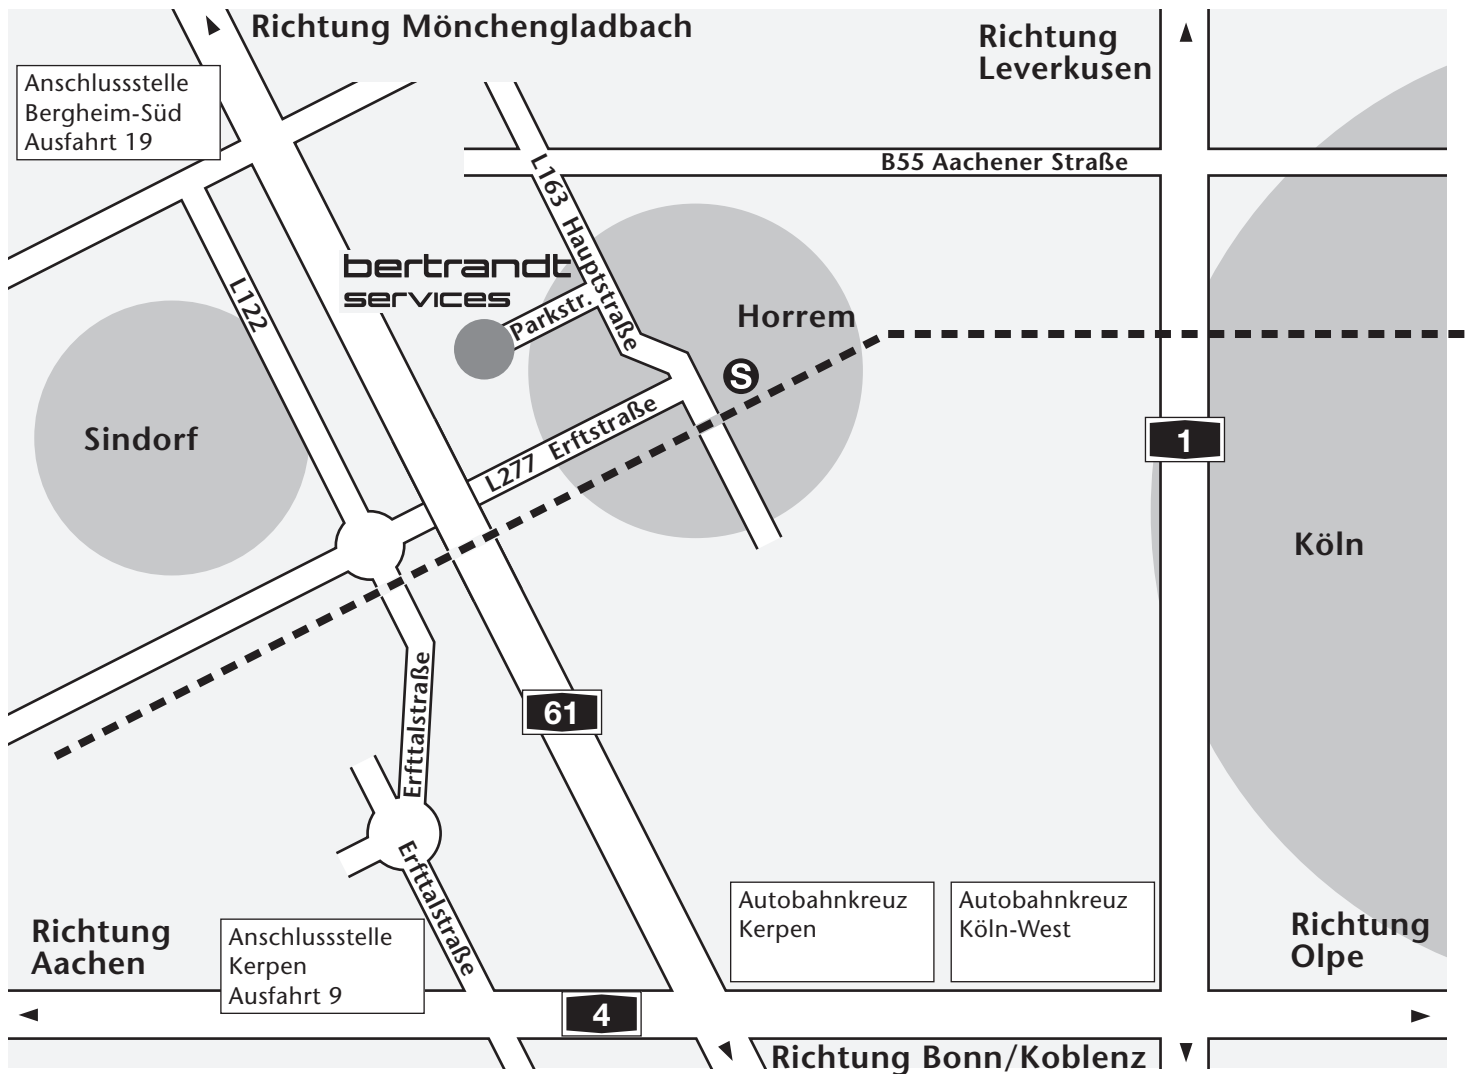 Richtung Mönchengladbach
Richtung
Leverkusen
Anschlussstelle
Bergheim-Süd
Ausfahrt 19
B55 Aachener Straße
L163 Hauptstraße
bertrandt
services
Parkstr.
L122
Horrem
S
Sindorf
L277 Erftstraße
1
Köln
Erfttalstraße
61
Erfttalstraße
Autobahnkreuz
Kerpen
Autobahnkreuz
Köln-West
Richtung
Aachen
Anschlussstelle
Kerpen
Ausfahrt 9
Richtung
Olpe
4
Richtung Bonn/Koblenz